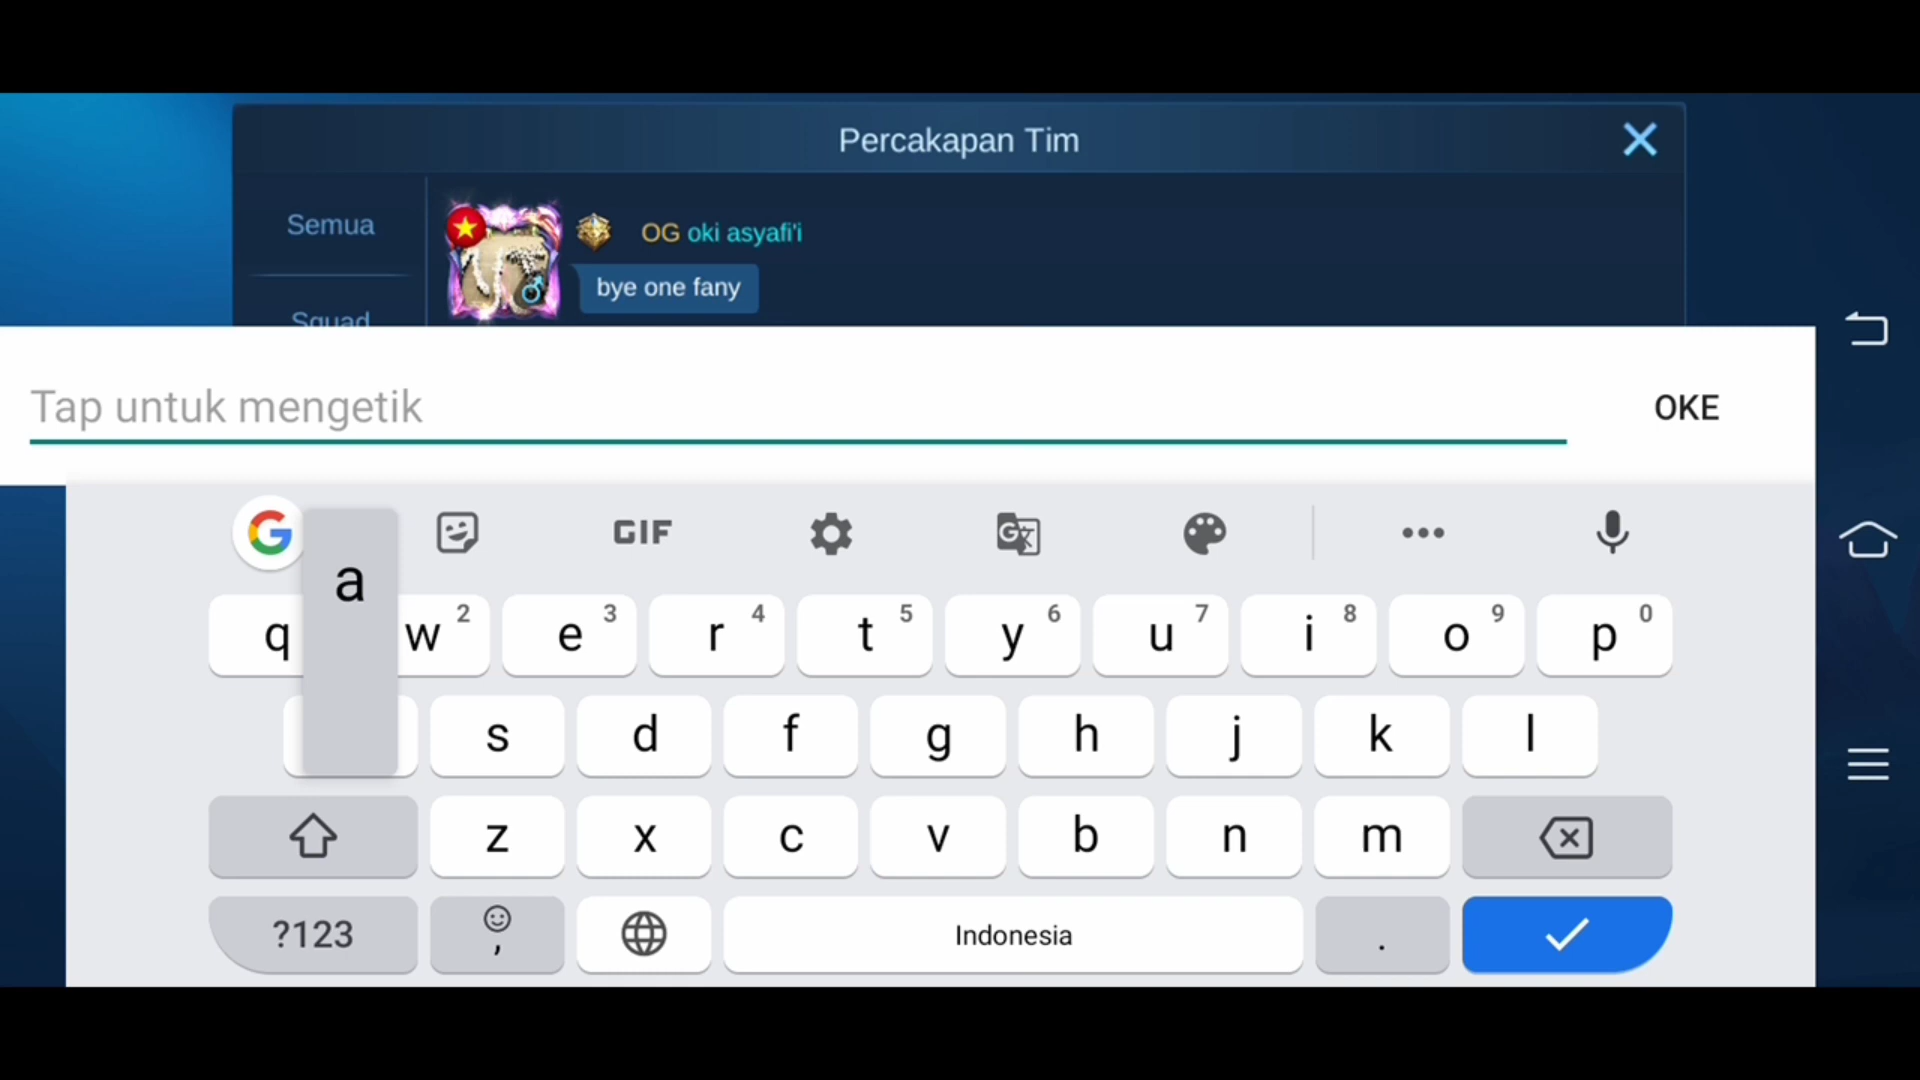 Percakapan Tim
Semua
OG oki asyafi'i
bye one fany
Squad
Tap untuk mengetik
OKE
GIF
a
q w 2 e 3 r 4 t 5 y 6 u 7 i 8 o 9 p 0
s d f g h j k l
z x c v b n m
?123 , Indonesia .